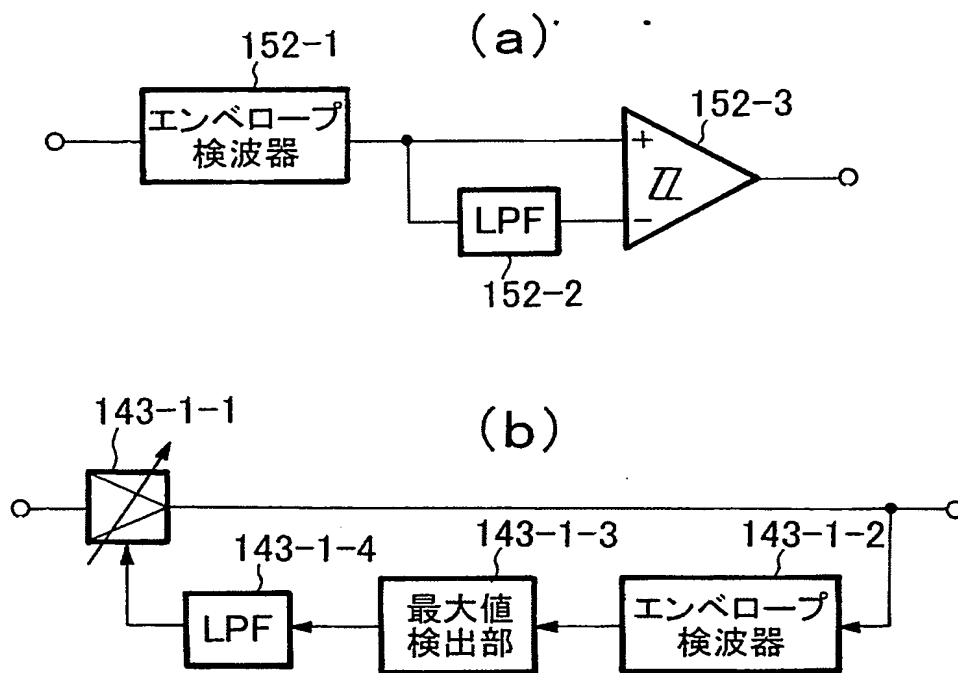 (a)
152-1
エンベロープ
検波器
152-3
+
LPF
−
152-2
(b)
143-1-1
143-1-4
143-1-3
143-1-2
LPF
最大値
検出部
エンベロープ
検波器